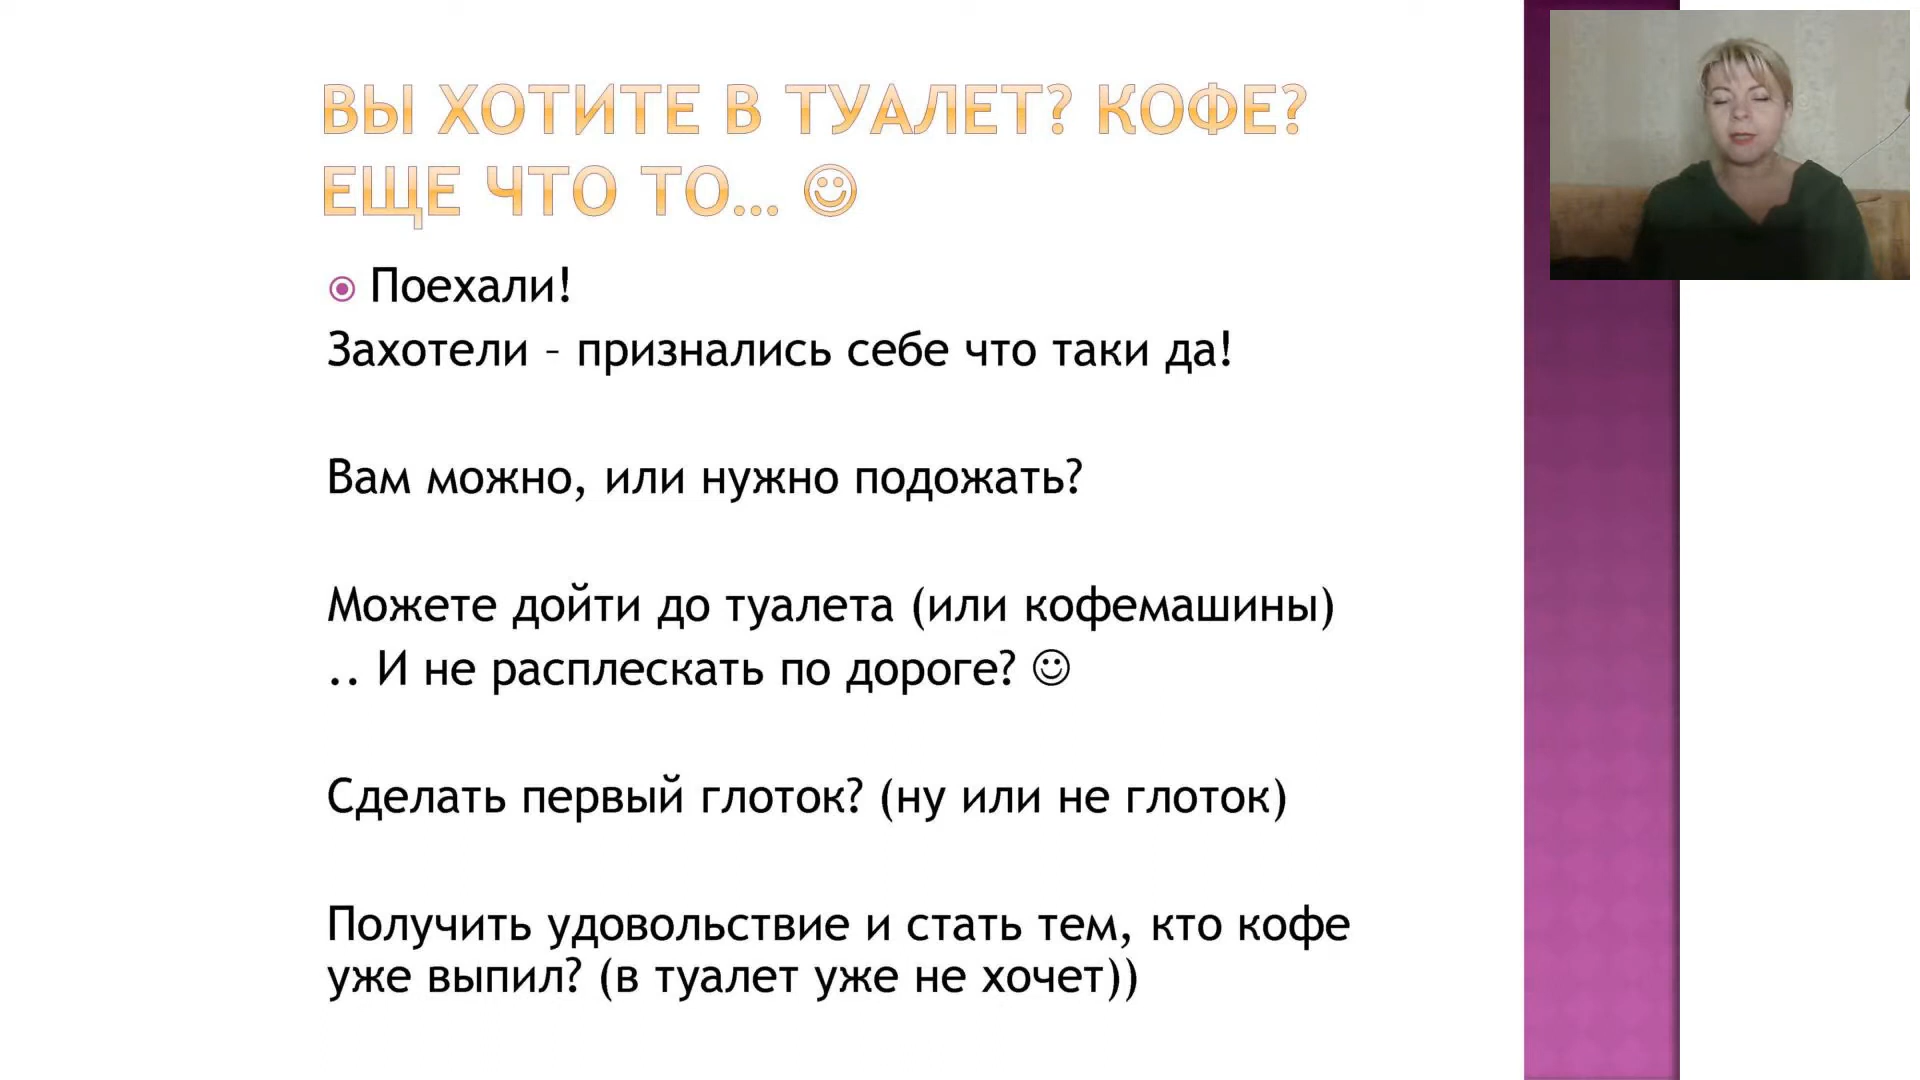 ВЫ ХОТИТЕ В ТУАЛЕТ? КОФЕ?
ЕЩЕ ЧТО ТО… ☺
Поехали!
Захотели – признались себе что таки да!
Вам можно, или нужно подожать?
Можете дойти до туалета (или кофемашины)
.. И не расплескать по дороге? ☺
Сделать первый глоток? (ну или не глоток)
Получить удовольствие и стать тем, кто кофе
уже выпил? (в туалет уже не хочет))